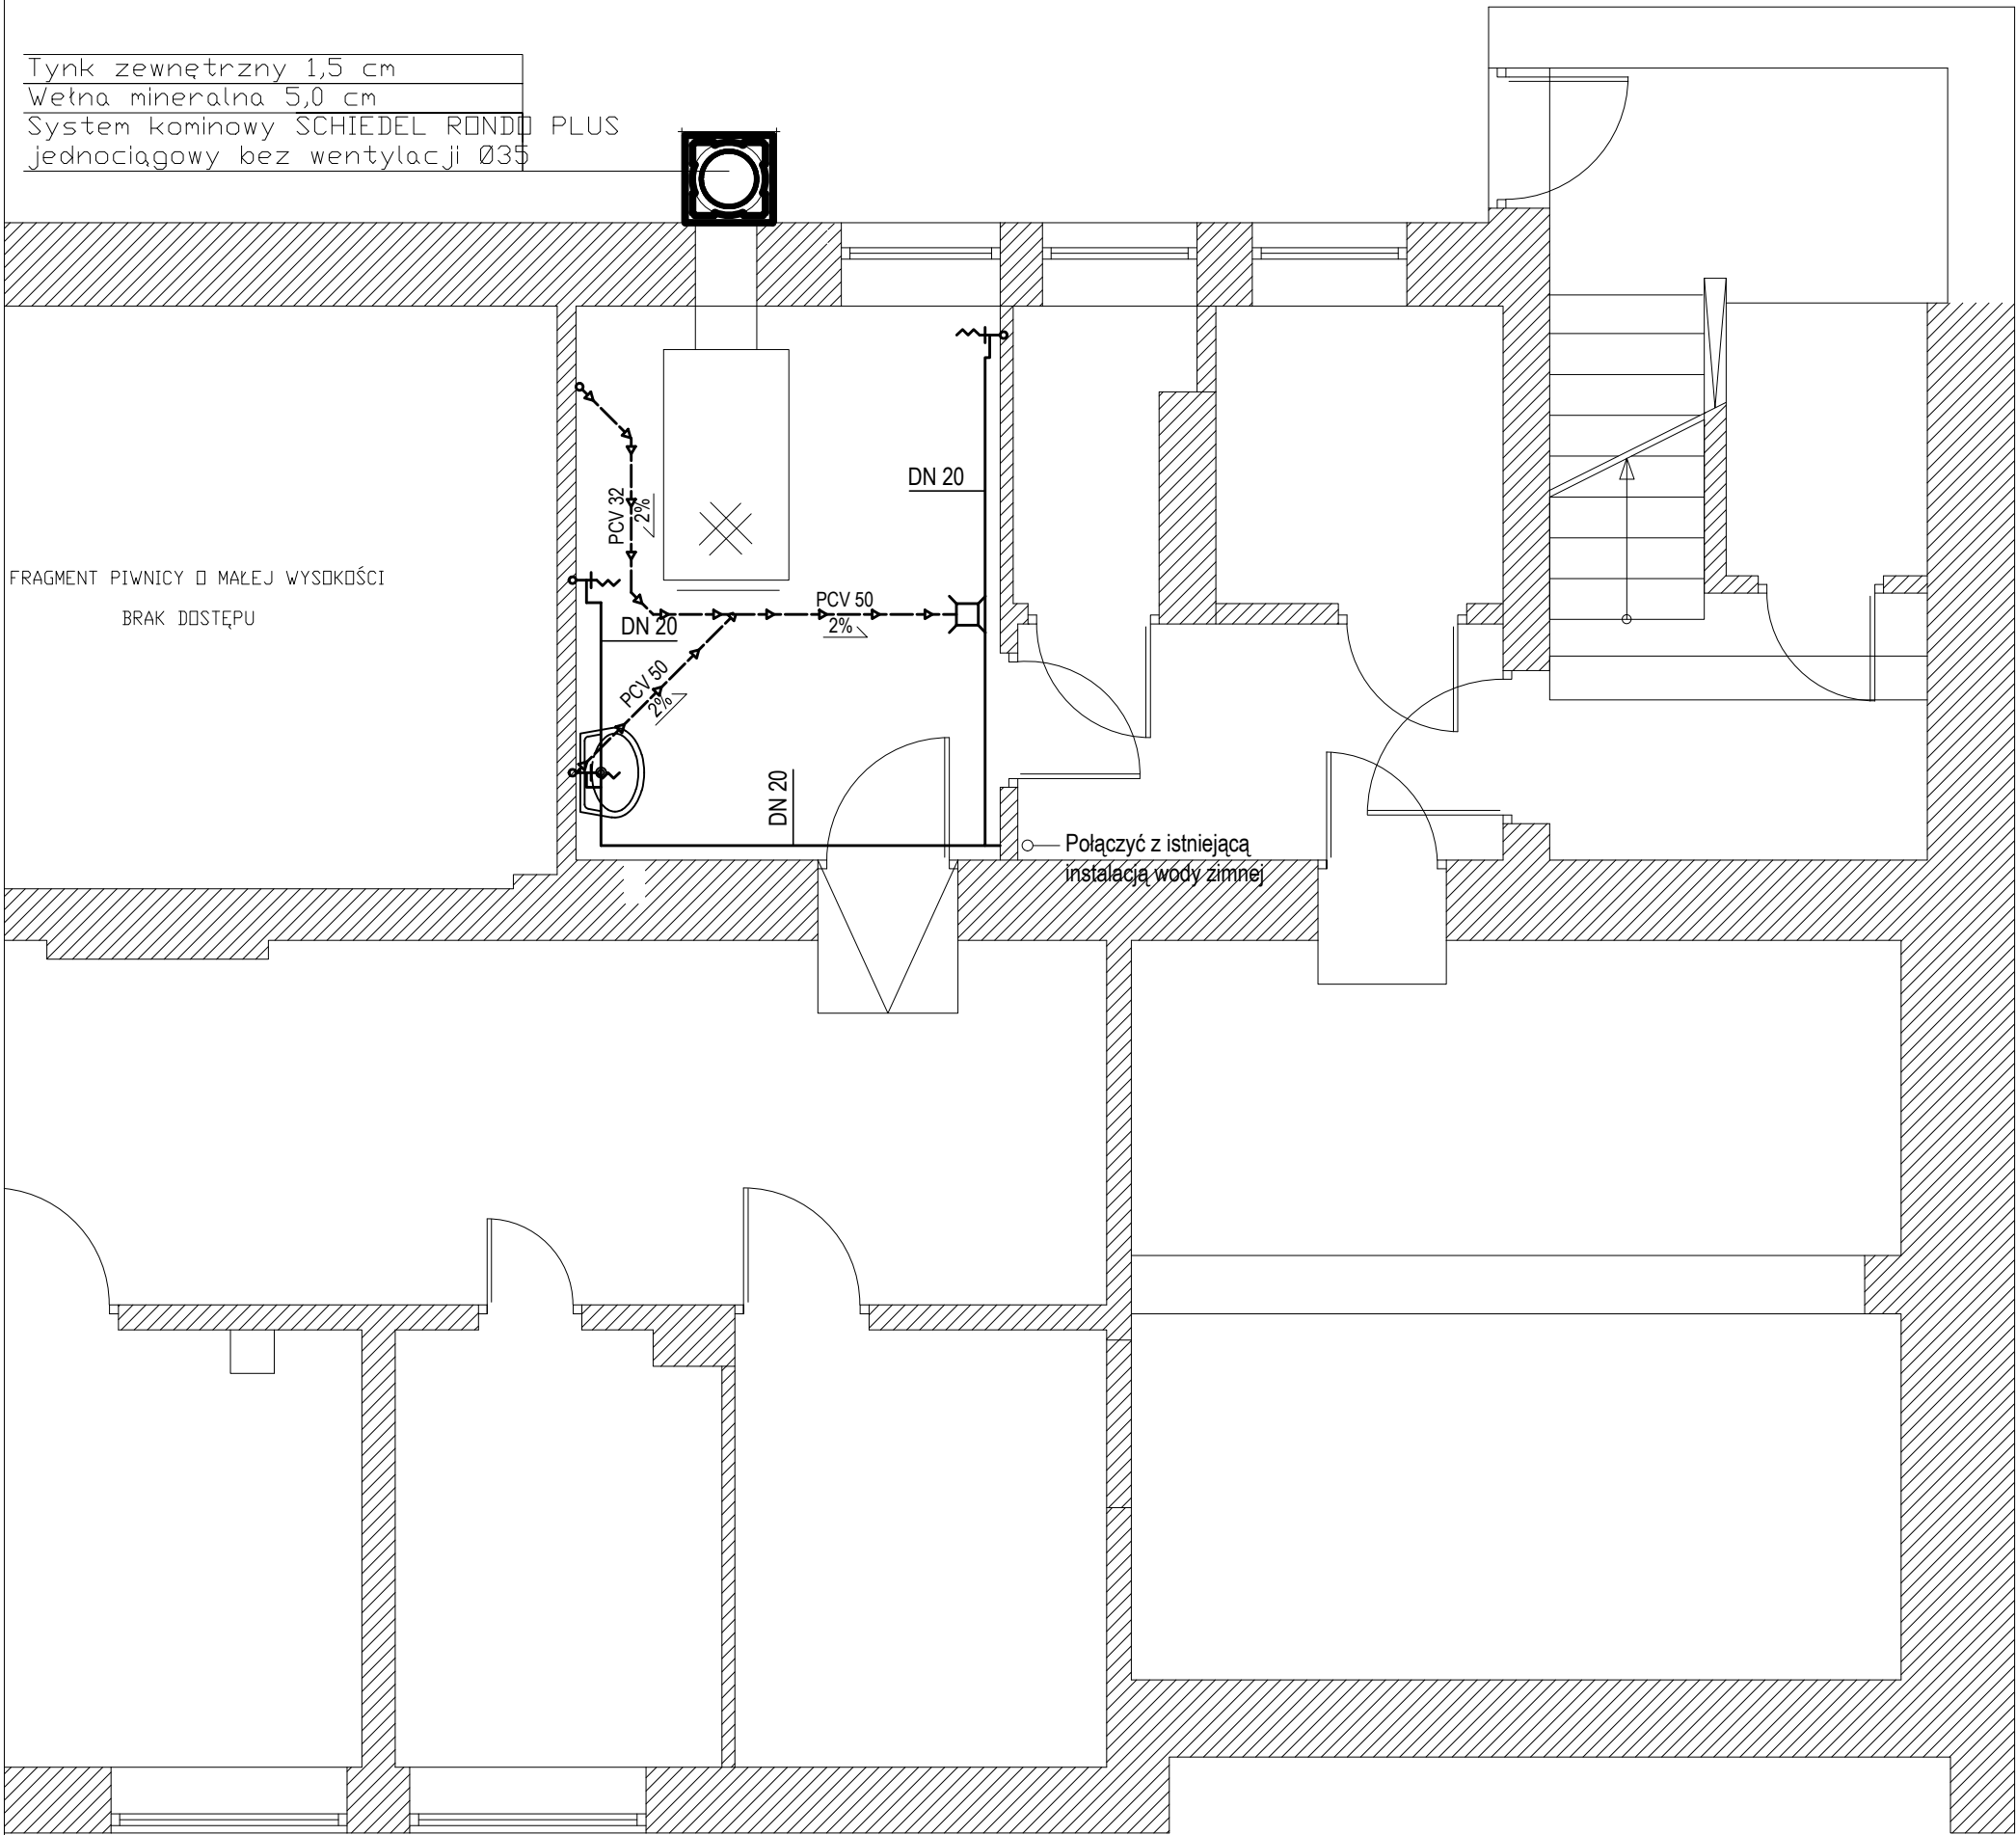 Tynk zewnętrzny 1,5 cm
Wełna mineralna 5,0 cm
System kominowy SCHIEDEL RONDO PLUS
jednociągowy bez wentylacji Ø35
DN 20
PCV 32
2%
FRAGMENT PIWNICY O MAŁEJ WYSOKOŚCI
BRAK DOSTĘPU
PCV 50
2%
DN 20
PCV 50
2%
DN 20
Połączyć z istniejącą
instalacją wody zimnej